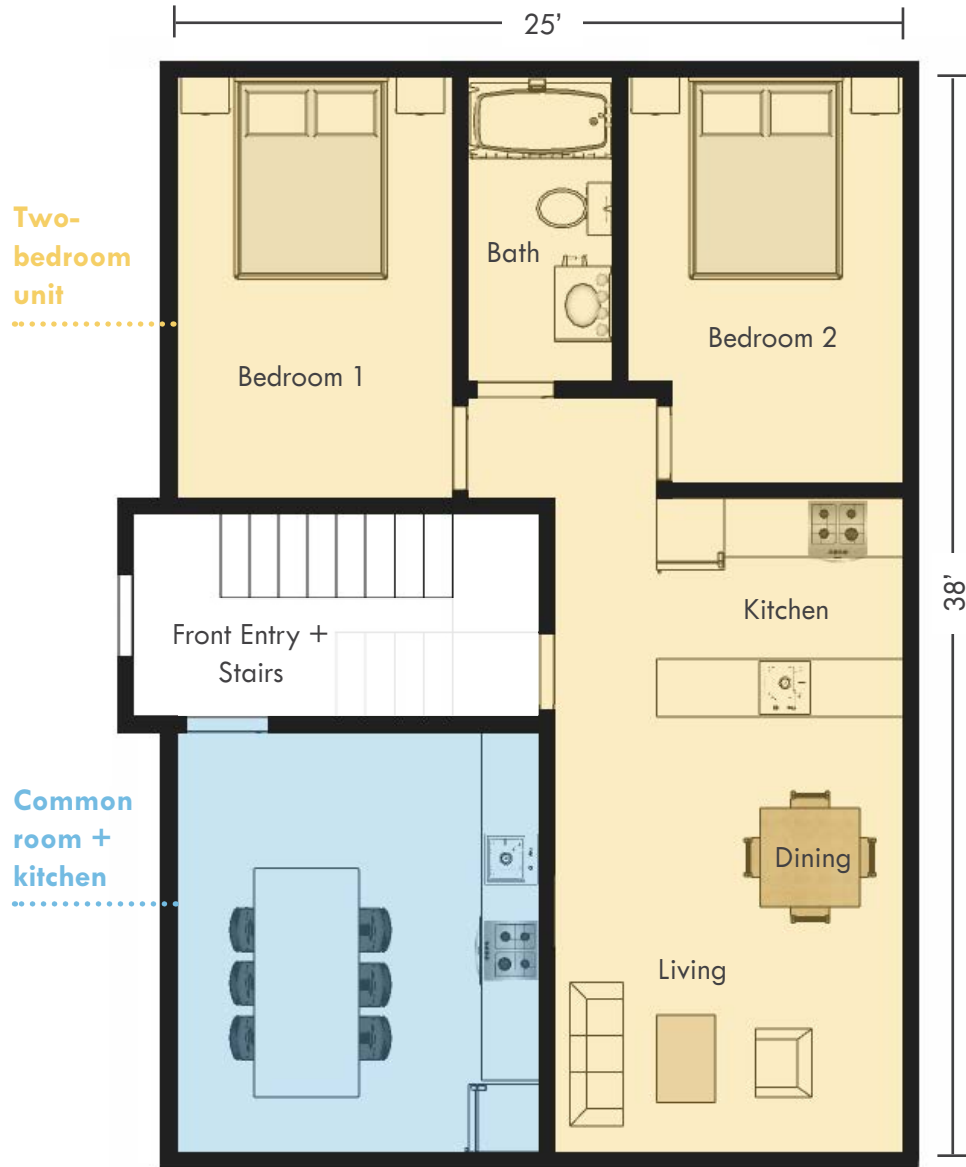 25’
Two-
bedroom
unit
Bath
Bedroom 2
Bedroom 1
38’
Kitchen
Front Entry +
Stairs
Common
room +
kitchen
Dining
Living